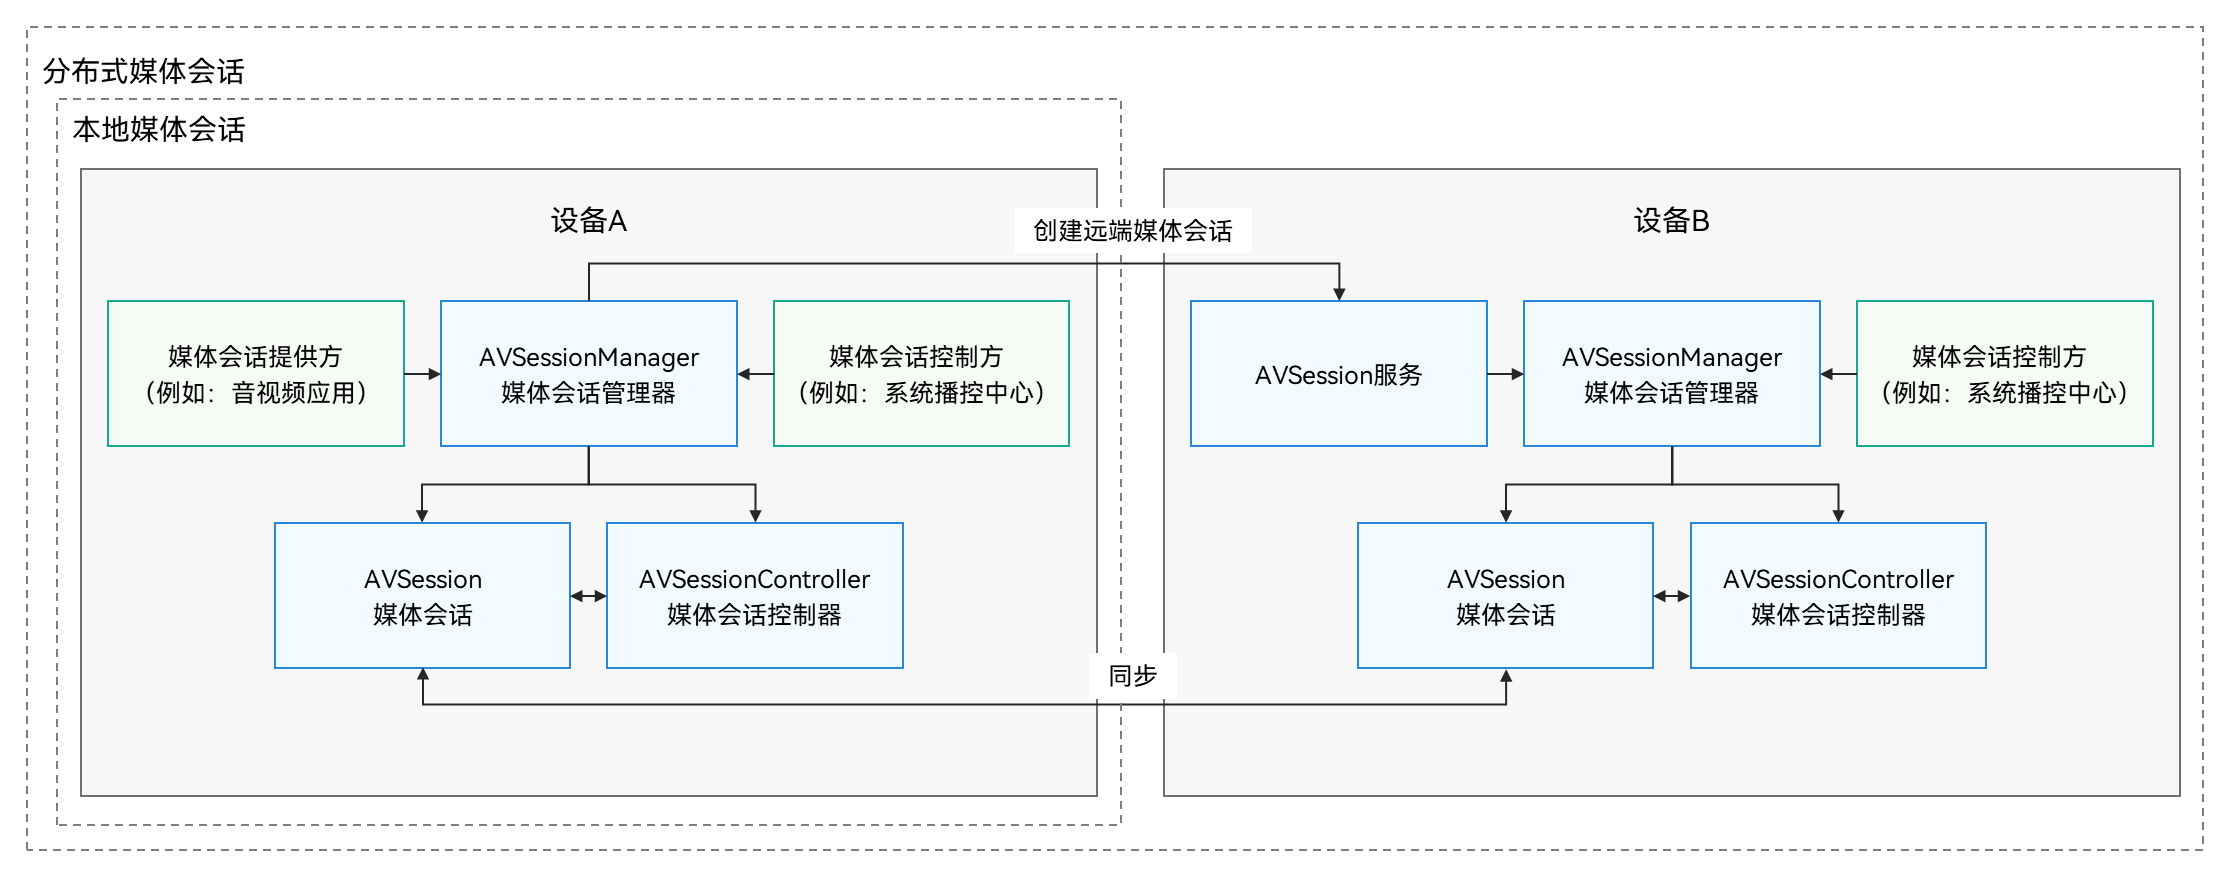 分布式媒体会话
本地媒体会话
设备A
设备B
创建远端媒体会话
媒体会话提供方
（例如：音视频应用）
AVSessionManager
媒体会话管理器
媒体会话控制方
（例如：系统播控中心）
AVSession服务
AVSessionManager
媒体会话管理器
媒体会话控制方
（例如：系统播控中心）
AVSession
媒体会话
AVSessionController
媒体会话控制器
AVSession
媒体会话
AVSessionController
媒体会话控制器
同步